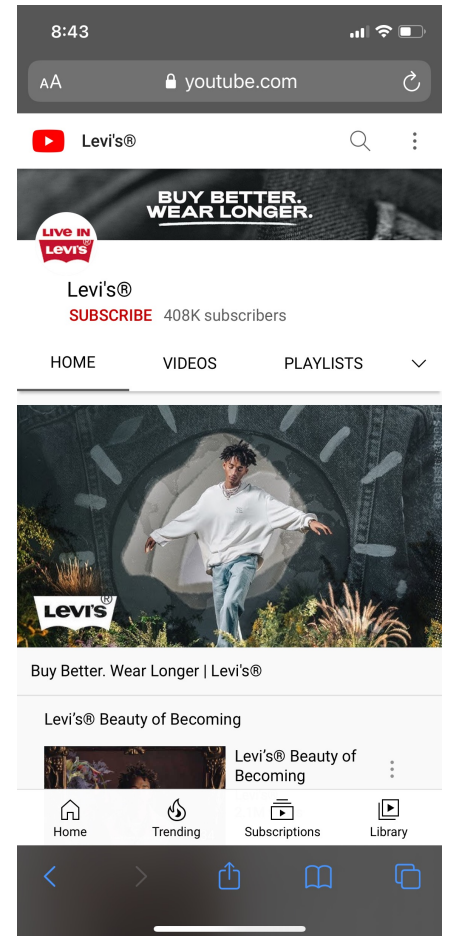 8:43
AA youtube.com
Levi's®
BUY BETTER.
WEAR LONGER.
LIVE IN
LEVI'S®
Levi's®
SUBSCRIBE 408K subscribers
HOME VIDEOS PLAYLISTS
LEVI'S®
Buy Better. Wear Longer | Levi's®
Levi’s® Beauty of Becoming
Levi’s® Beauty of
Becoming
Home Trending Subscriptions Library